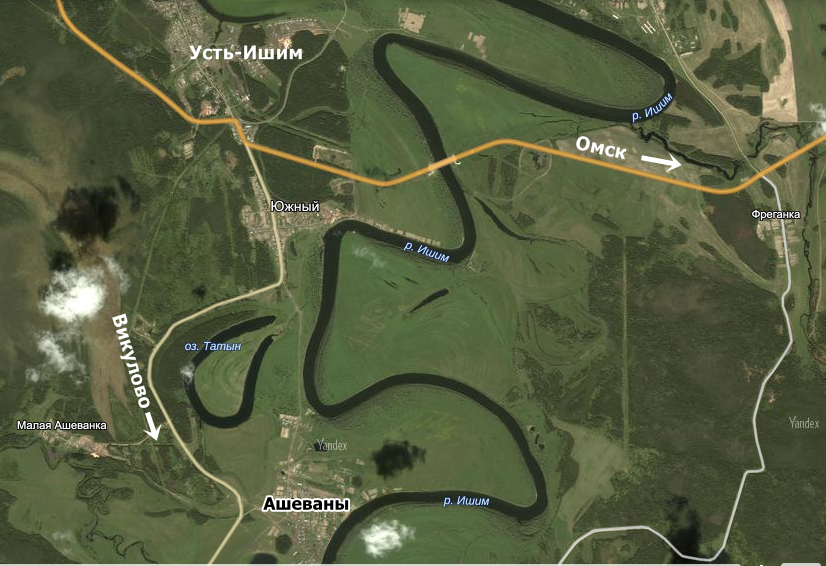 Усть-Ишим
р. Ишим
Омск
Южный
Фреганка
р. Ишим
Викулово
оз. Татын
Малая Ашеванка
Yandex
Yandex
Ашеваны
р. Ишим